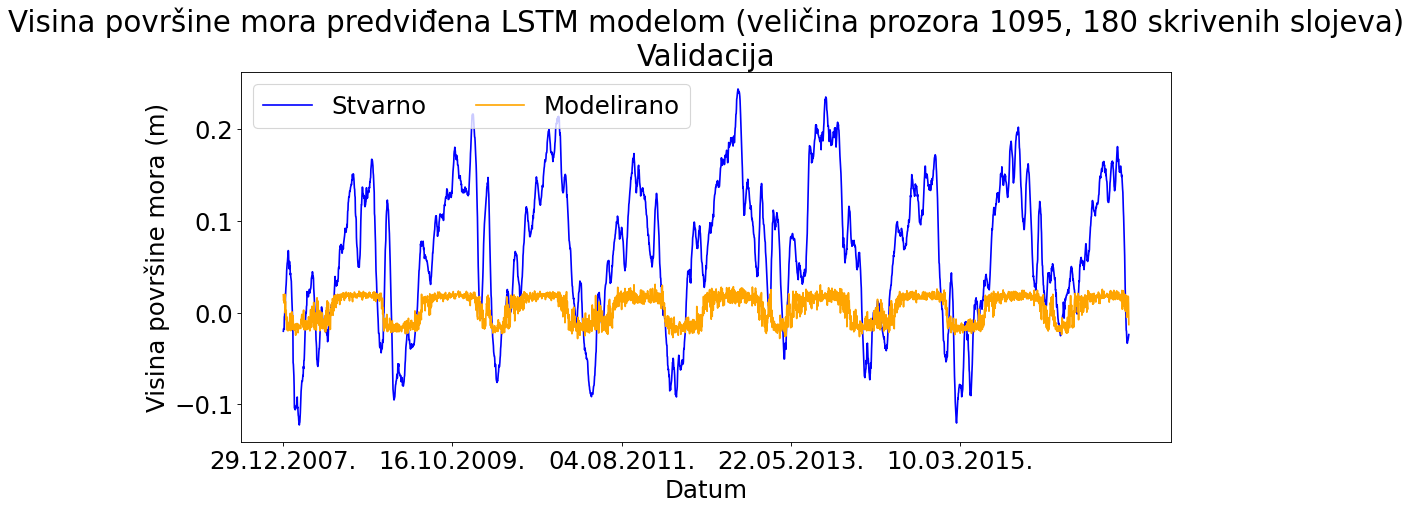 Visina površine mora predviđena LSTM modelom (veličina prozora 1095, 180 skrivenih slojeva)
Validacija
Stvarno Modelirano
Visina površine mora (m)
0.2
0.1
0.0
−0.1
29.12.2007. 16.10.2009. 04.08.2011. 22.05.2013. 10.03.2015.
Datum